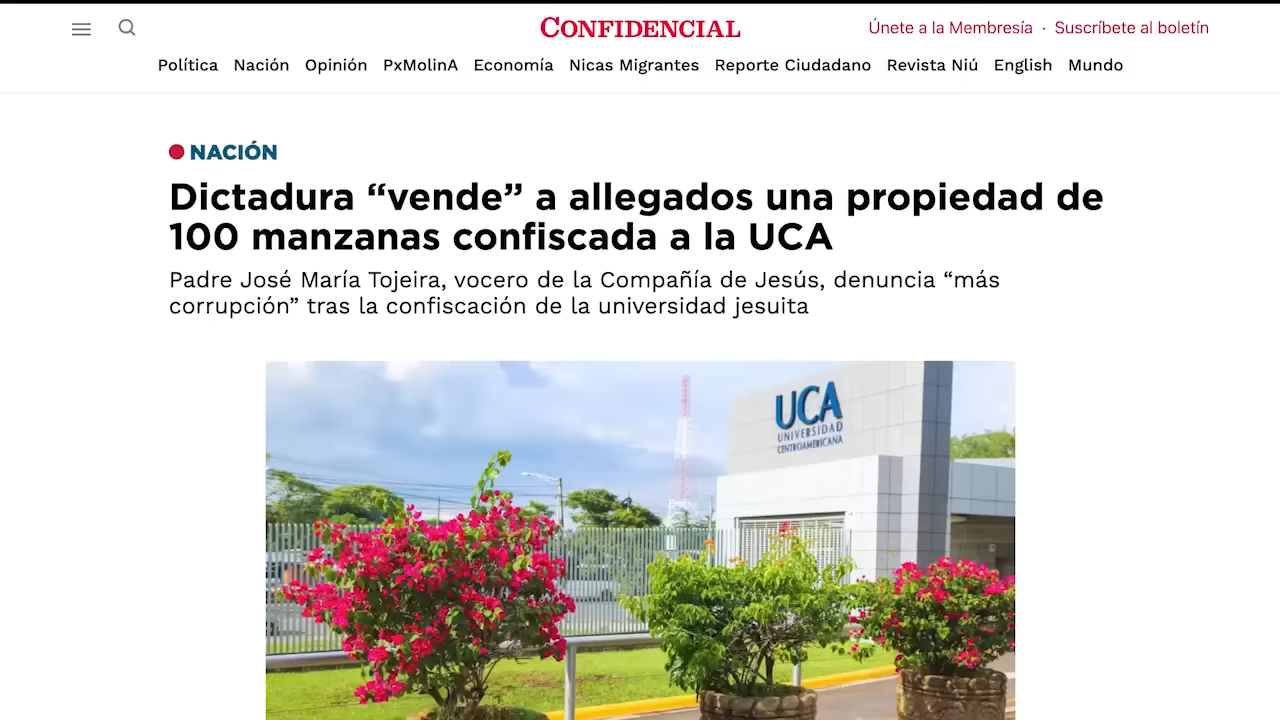 CONFIDENCIAL
Únete a la Membresía · Suscríbete al boletín
Política Nación Opinión PxMolinA Economía Nicas Migrantes Reporte Ciudadano Revista Niú English Mundo
NACIÓN
Dictadura “vende” a allegados una propiedad de
100 manzanas confiscada a la UCA
Padre José María Tojeira, vocero de la Compañía de Jesús, denuncia “más
corrupción” tras la confiscación de la universidad jesuita
UCA
UNIVERSIDAD
CENTROAMERICANA